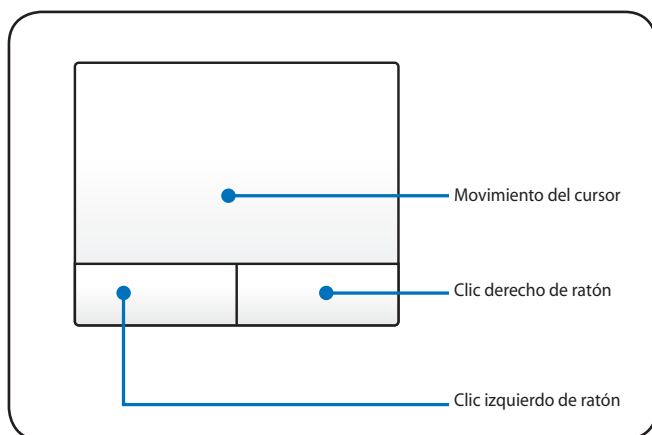 Movimiento del cursor
Clic derecho de ratón
Clic izquierdo de ratón